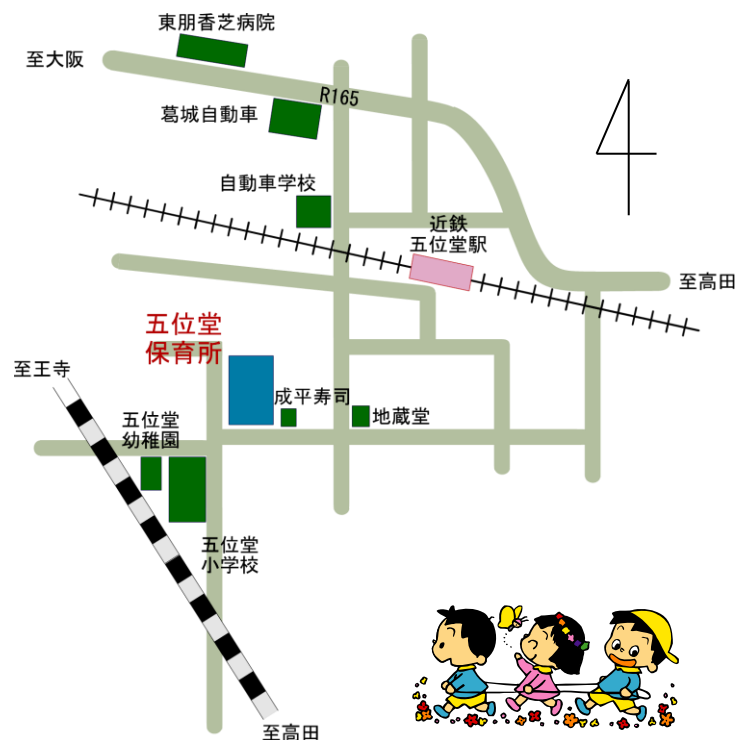 東朋香芝病院
至大阪
R165
葛城自動車
自動車学校
近鉄
五位堂駅
至高田
五位堂
保育所
至王寺
成平寿司
地蔵堂
五位堂
幼稚園
五位堂
小学校
至高田